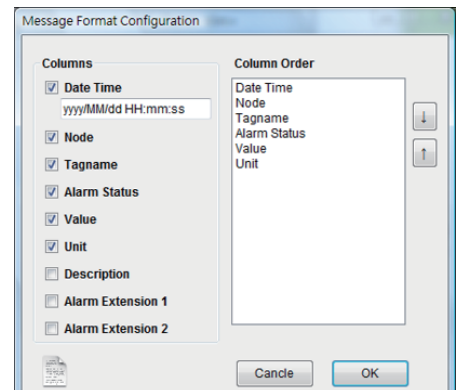 Message Format Configuration
Columns
Date Time
yyyy/MM/dd HH:mm:ss
Node
Tagname
Alarm Status
Value
Unit
Description
Alarm Extension 1
Alarm Extension 2
Column Order
Date Time
Node
Tagname
Alarm Status
Value
Unit
↓
↑
Cancle
OK